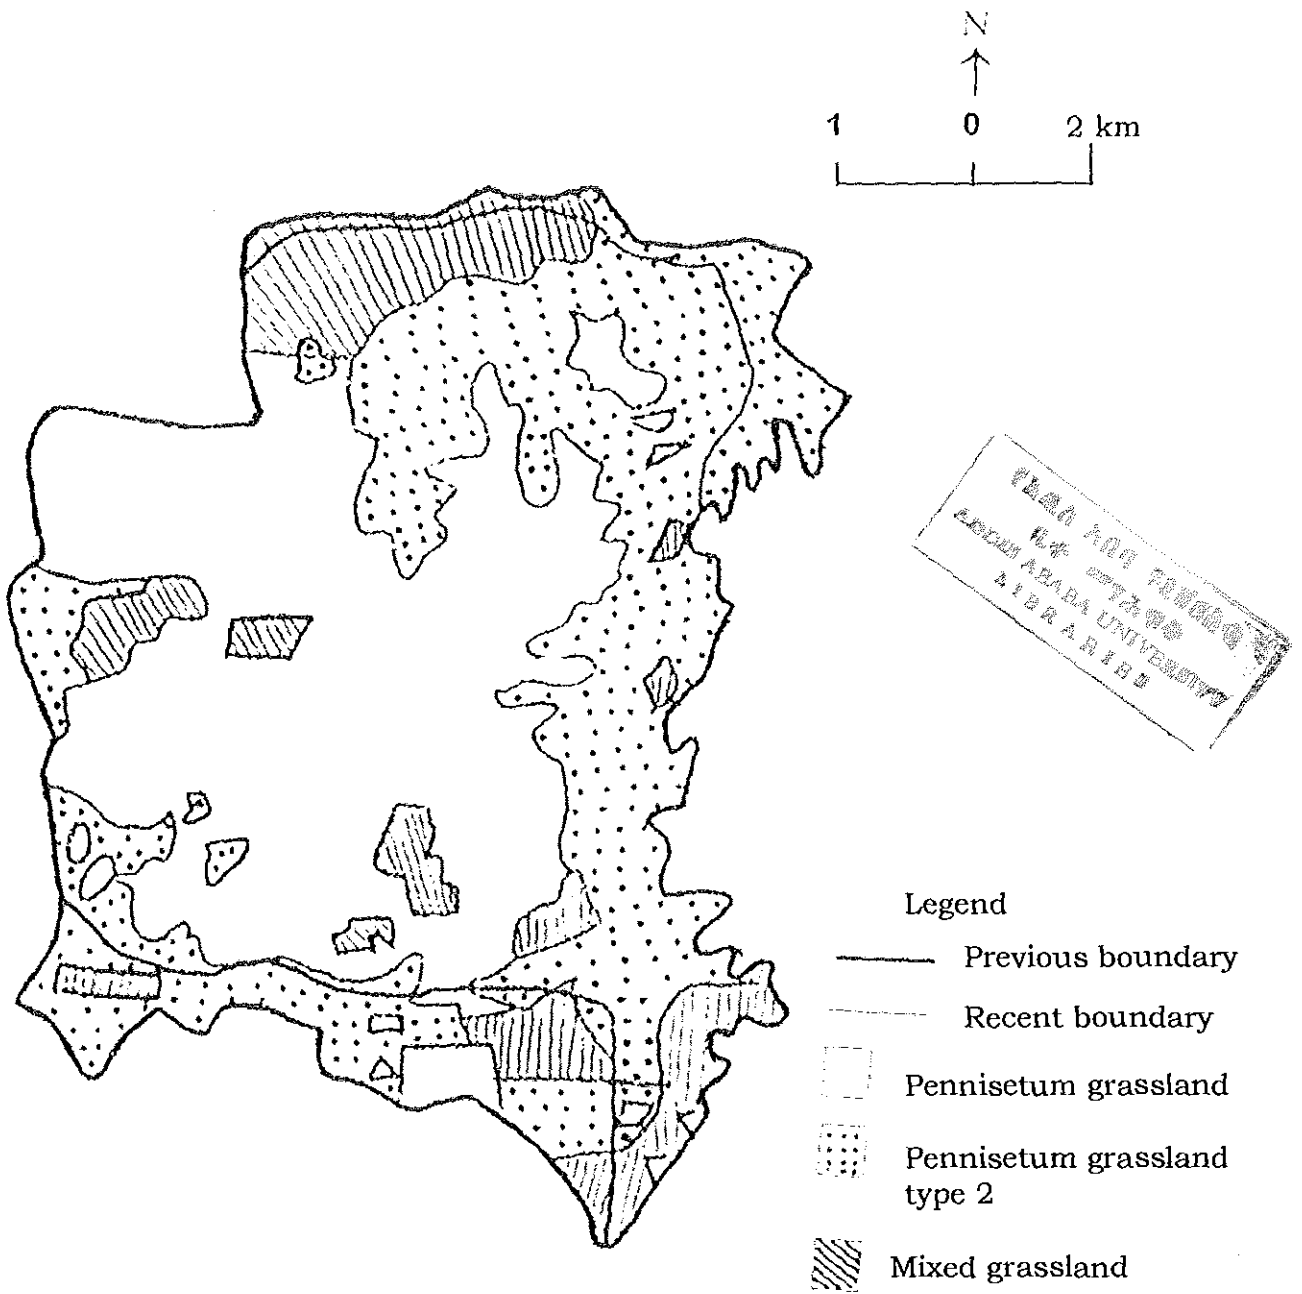 N
1 0 2 km
ADDIS ABABA UNIVERSITY
LIBRARIES
Legend
Previous boundary
Recent boundary
Pennisetum grassland
Pennisetum grassland
type 2
Mixed grassland